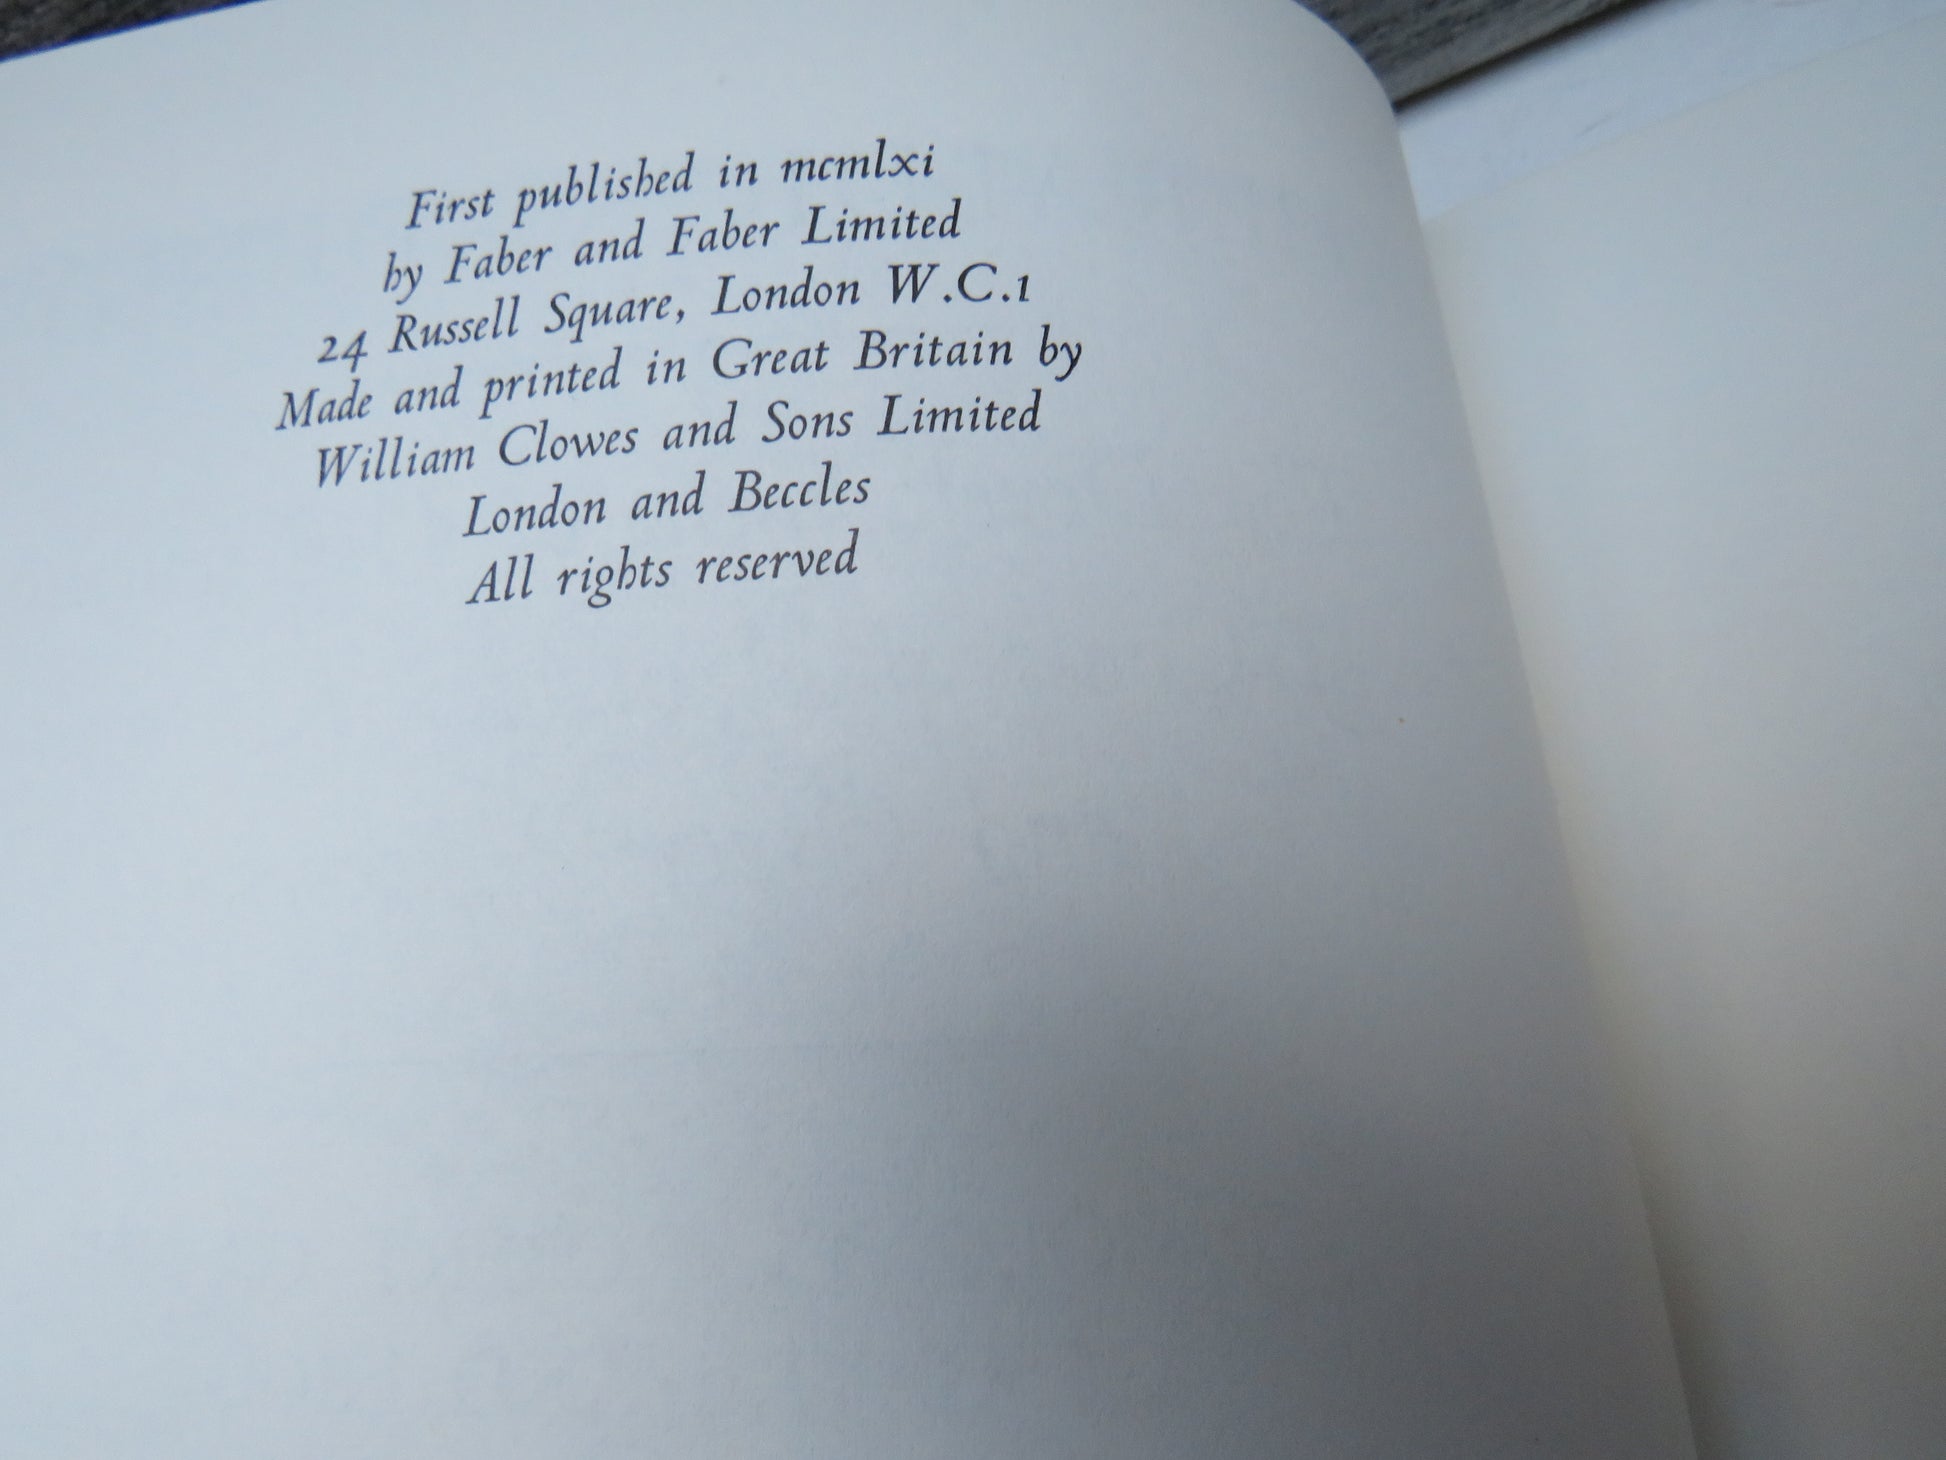 First published in mcmlxi
by Faber and Faber Limited
24 Russell Square, London W.C.1
Made and printed in Great Britain by
William Clowes and Sons Limited
London and Beccles
All rights reserved